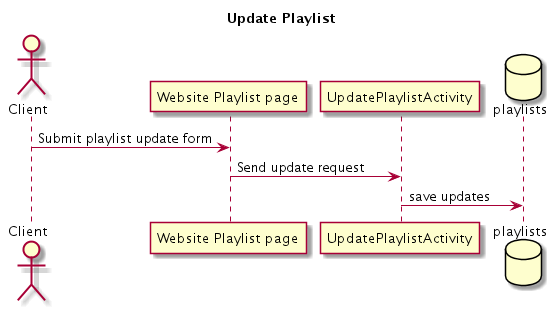 Update Playlist
Client
Website Playlist page
UpdatePlaylistActivity
playlists
Submit playlist update form
Send update request
save updates
Client
Website Playlist page
UpdatePlaylistActivity
playlists